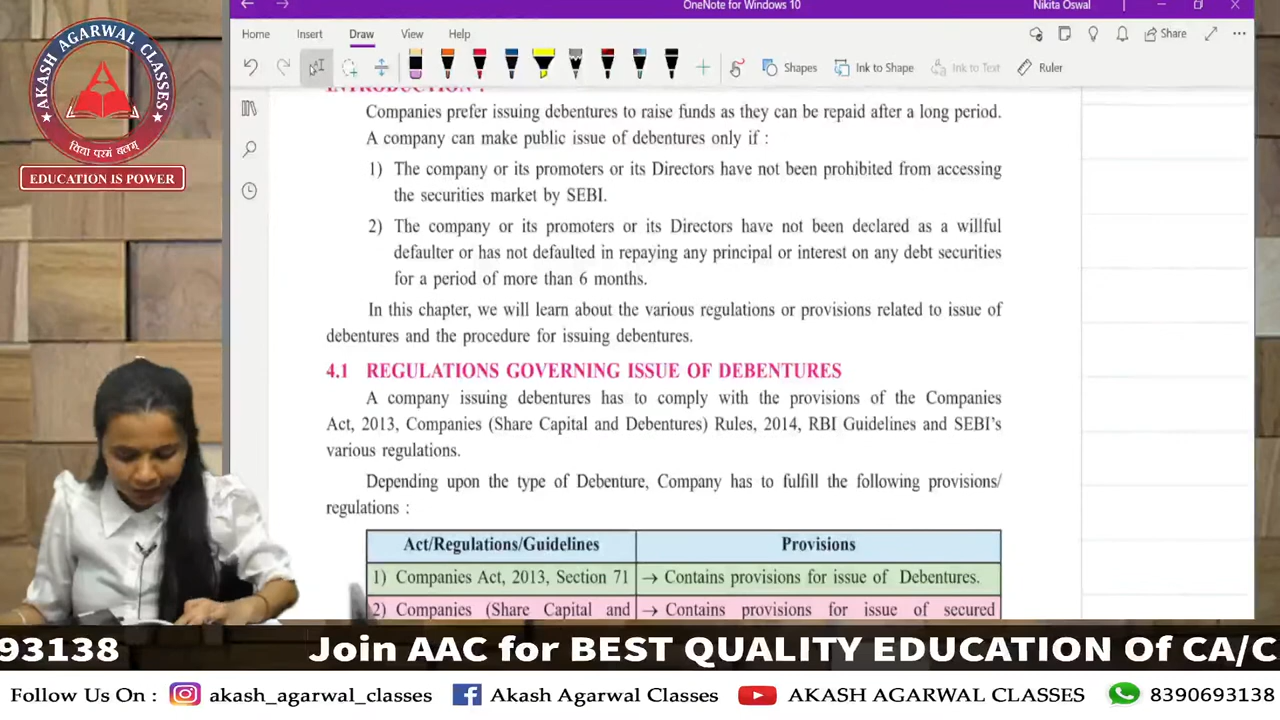 OneNote for Windows 10
Nikita Oswal
Home Insert Draw View Help
Share
Shapes
Ink to Shape
Ink to Text
Ruler
AKASH AGARWAL CLASSES
विद्या परमं बलम्
EDUCATION IS POWER
INTRODUCTION :
Companies prefer issuing debentures to raise funds as they can be repaid after a long period.
A company can make public issue of debentures only if :
1) The company or its promoters or its Directors have not been prohibited from accessing
the securities market by SEBI.
2) The company or its promoters or its Directors have not been declared as a willful
defaulter or has not defaulted in repaying any principal or interest on any debt securities
for a period of more than 6 months.
In this chapter, we will learn about the various regulations or provisions related to issue of
debentures and the procedure for issuing debentures.
4.1 REGULATIONS GOVERNING ISSUE OF DEBENTURES
A company issuing debentures has to comply with the provisions of the Companies
Act, 2013, Companies (Share Capital and Debentures) Rules, 2014, RBI Guidelines and SEBI's
various regulations.
Depending upon the type of Debenture, Company has to fulfill the following provisions/
regulations :
Act/Regulations/Guidelines Provisions
1) Companies Act, 2013, Section 71 → Contains provisions for issue of Debentures.
2) Companies (Share Capital and → Contains provisions for issue of secured
93138 Join AAC for BEST QUALITY EDUCATION Of CA/C
Follow Us On : akash_agarwal_classes Akash Agarwal Classes AKASH AGARWAL CLASSES 8390693138